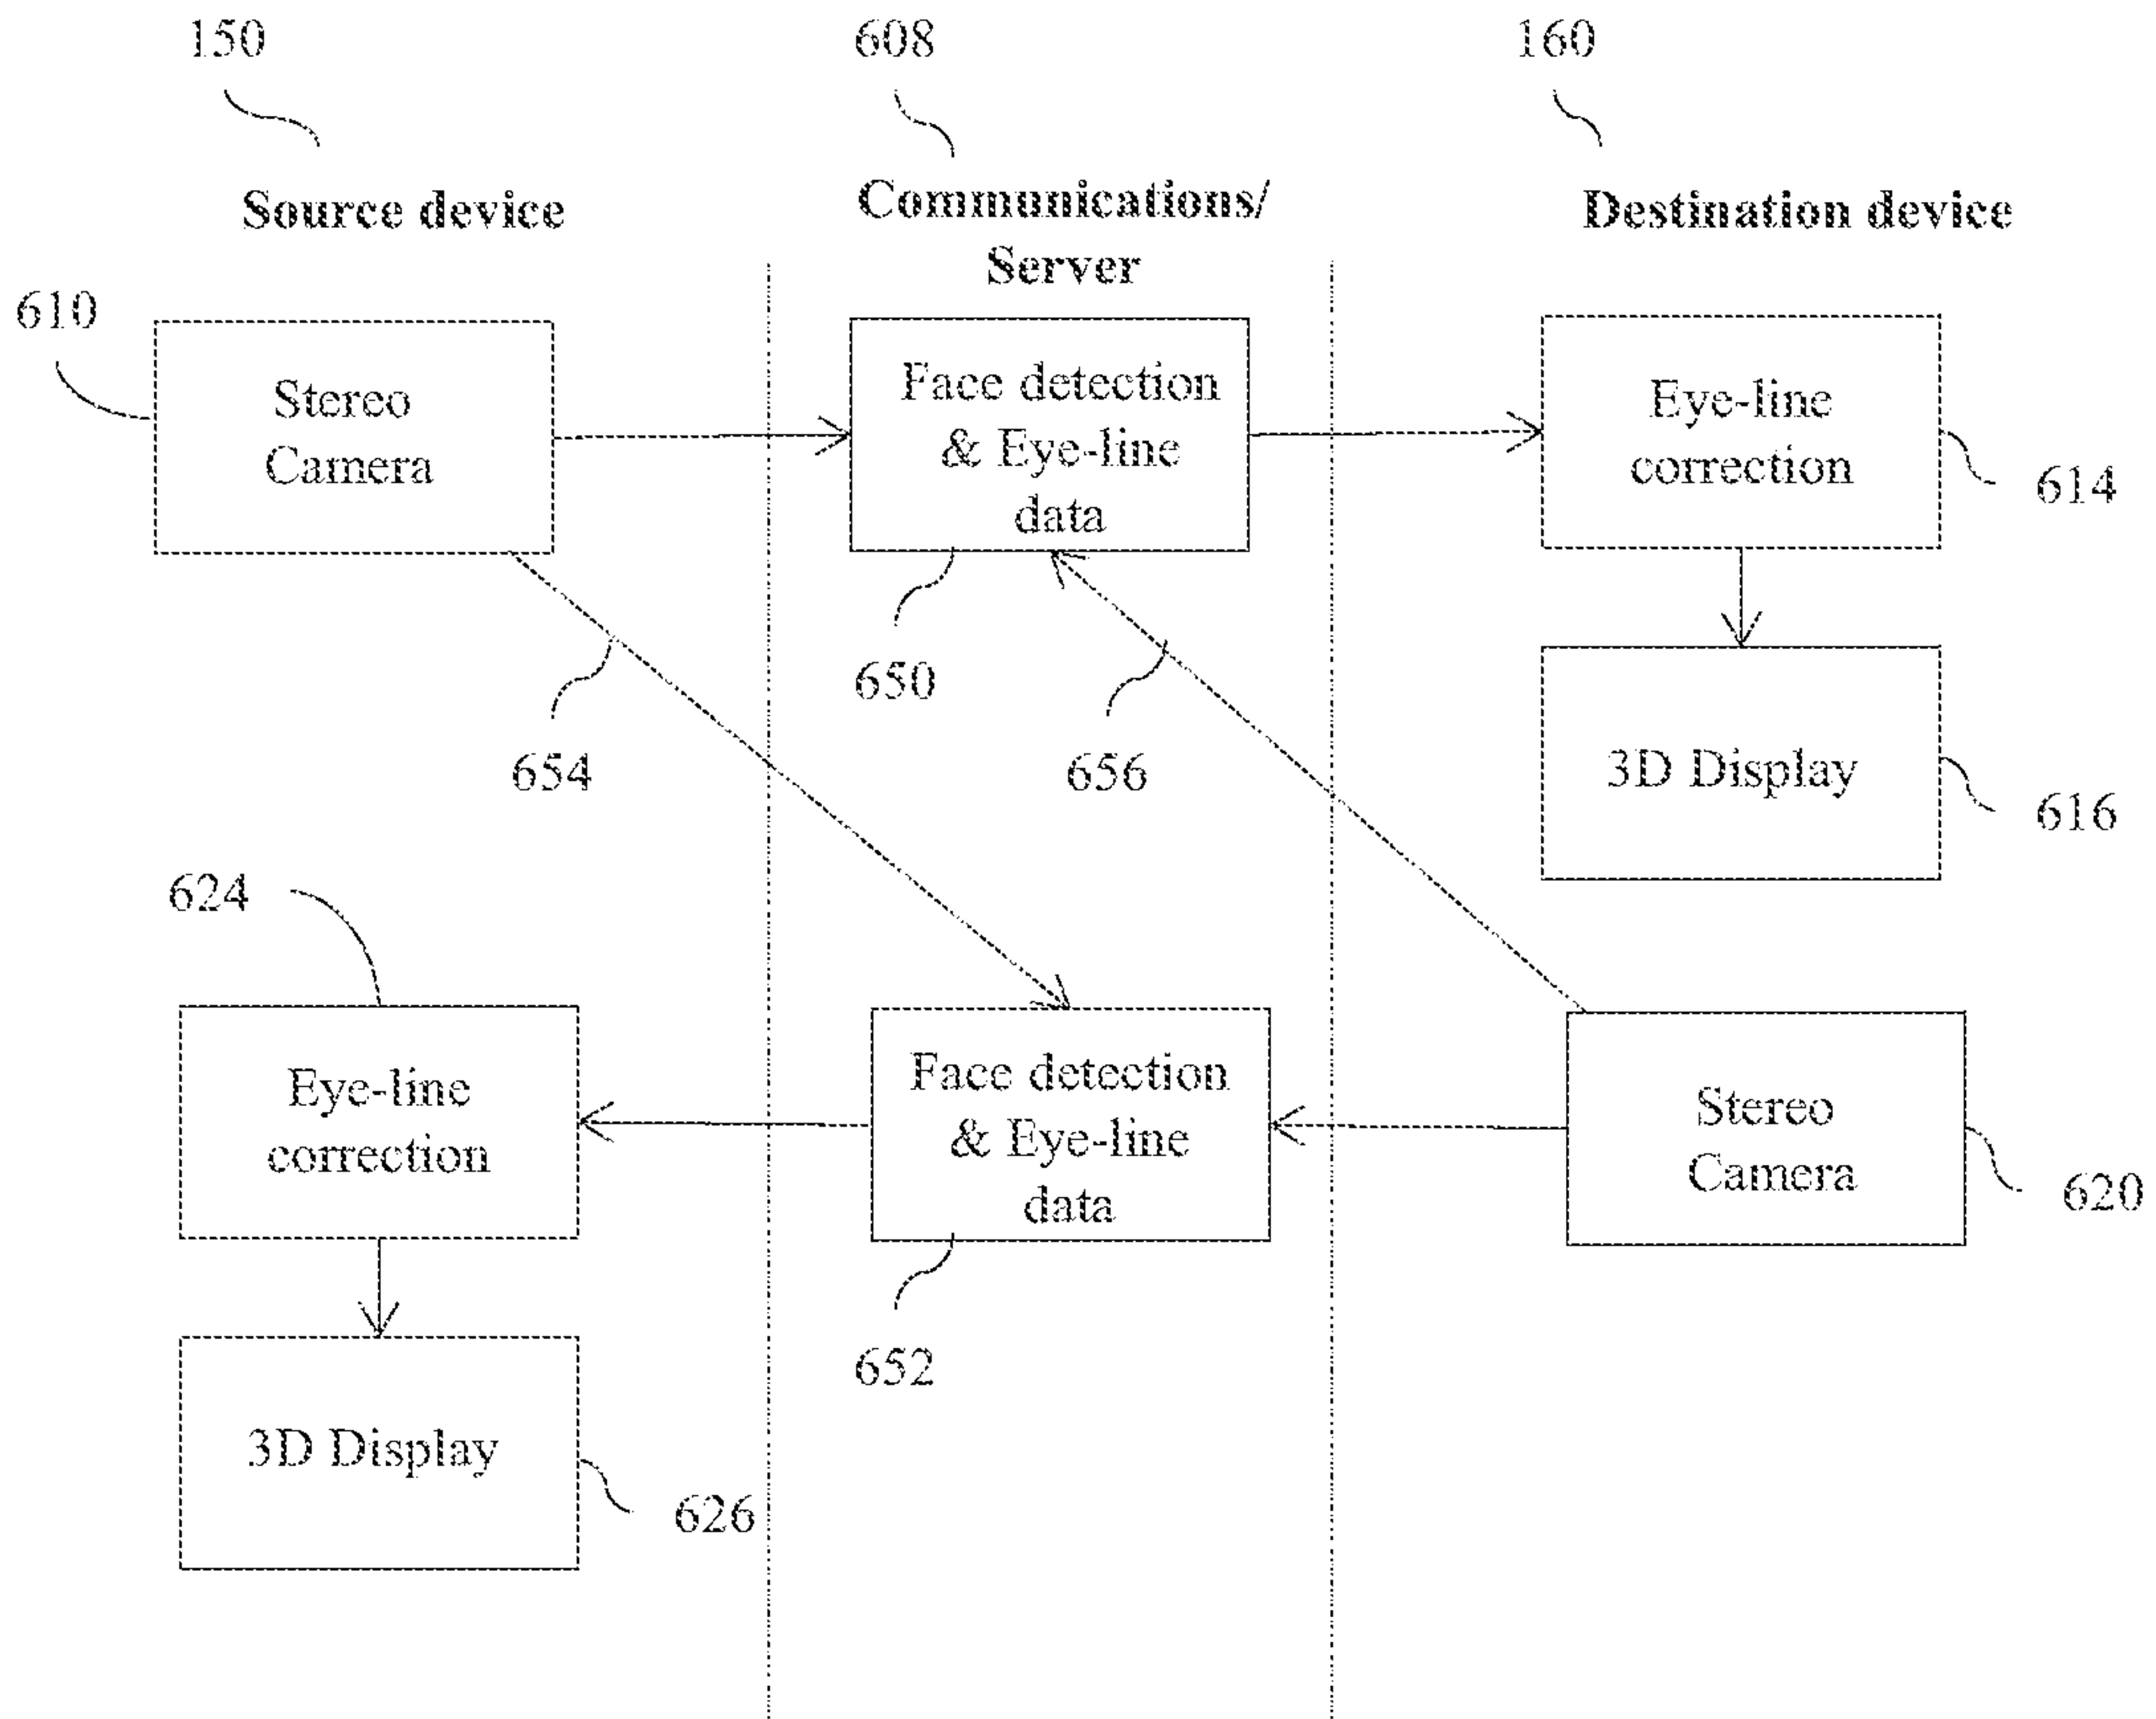 150
608
160
Source device
Communications/
Server
Destination device
610
Stereo
Camera
Face detection
& Eye-line
data
Eye-line
correction
614
650
654
656
3D Display
616
624
Eye-line
correction
Face detection
& Eye-line
data
Stereo
Camera
620
652
3D Display
626